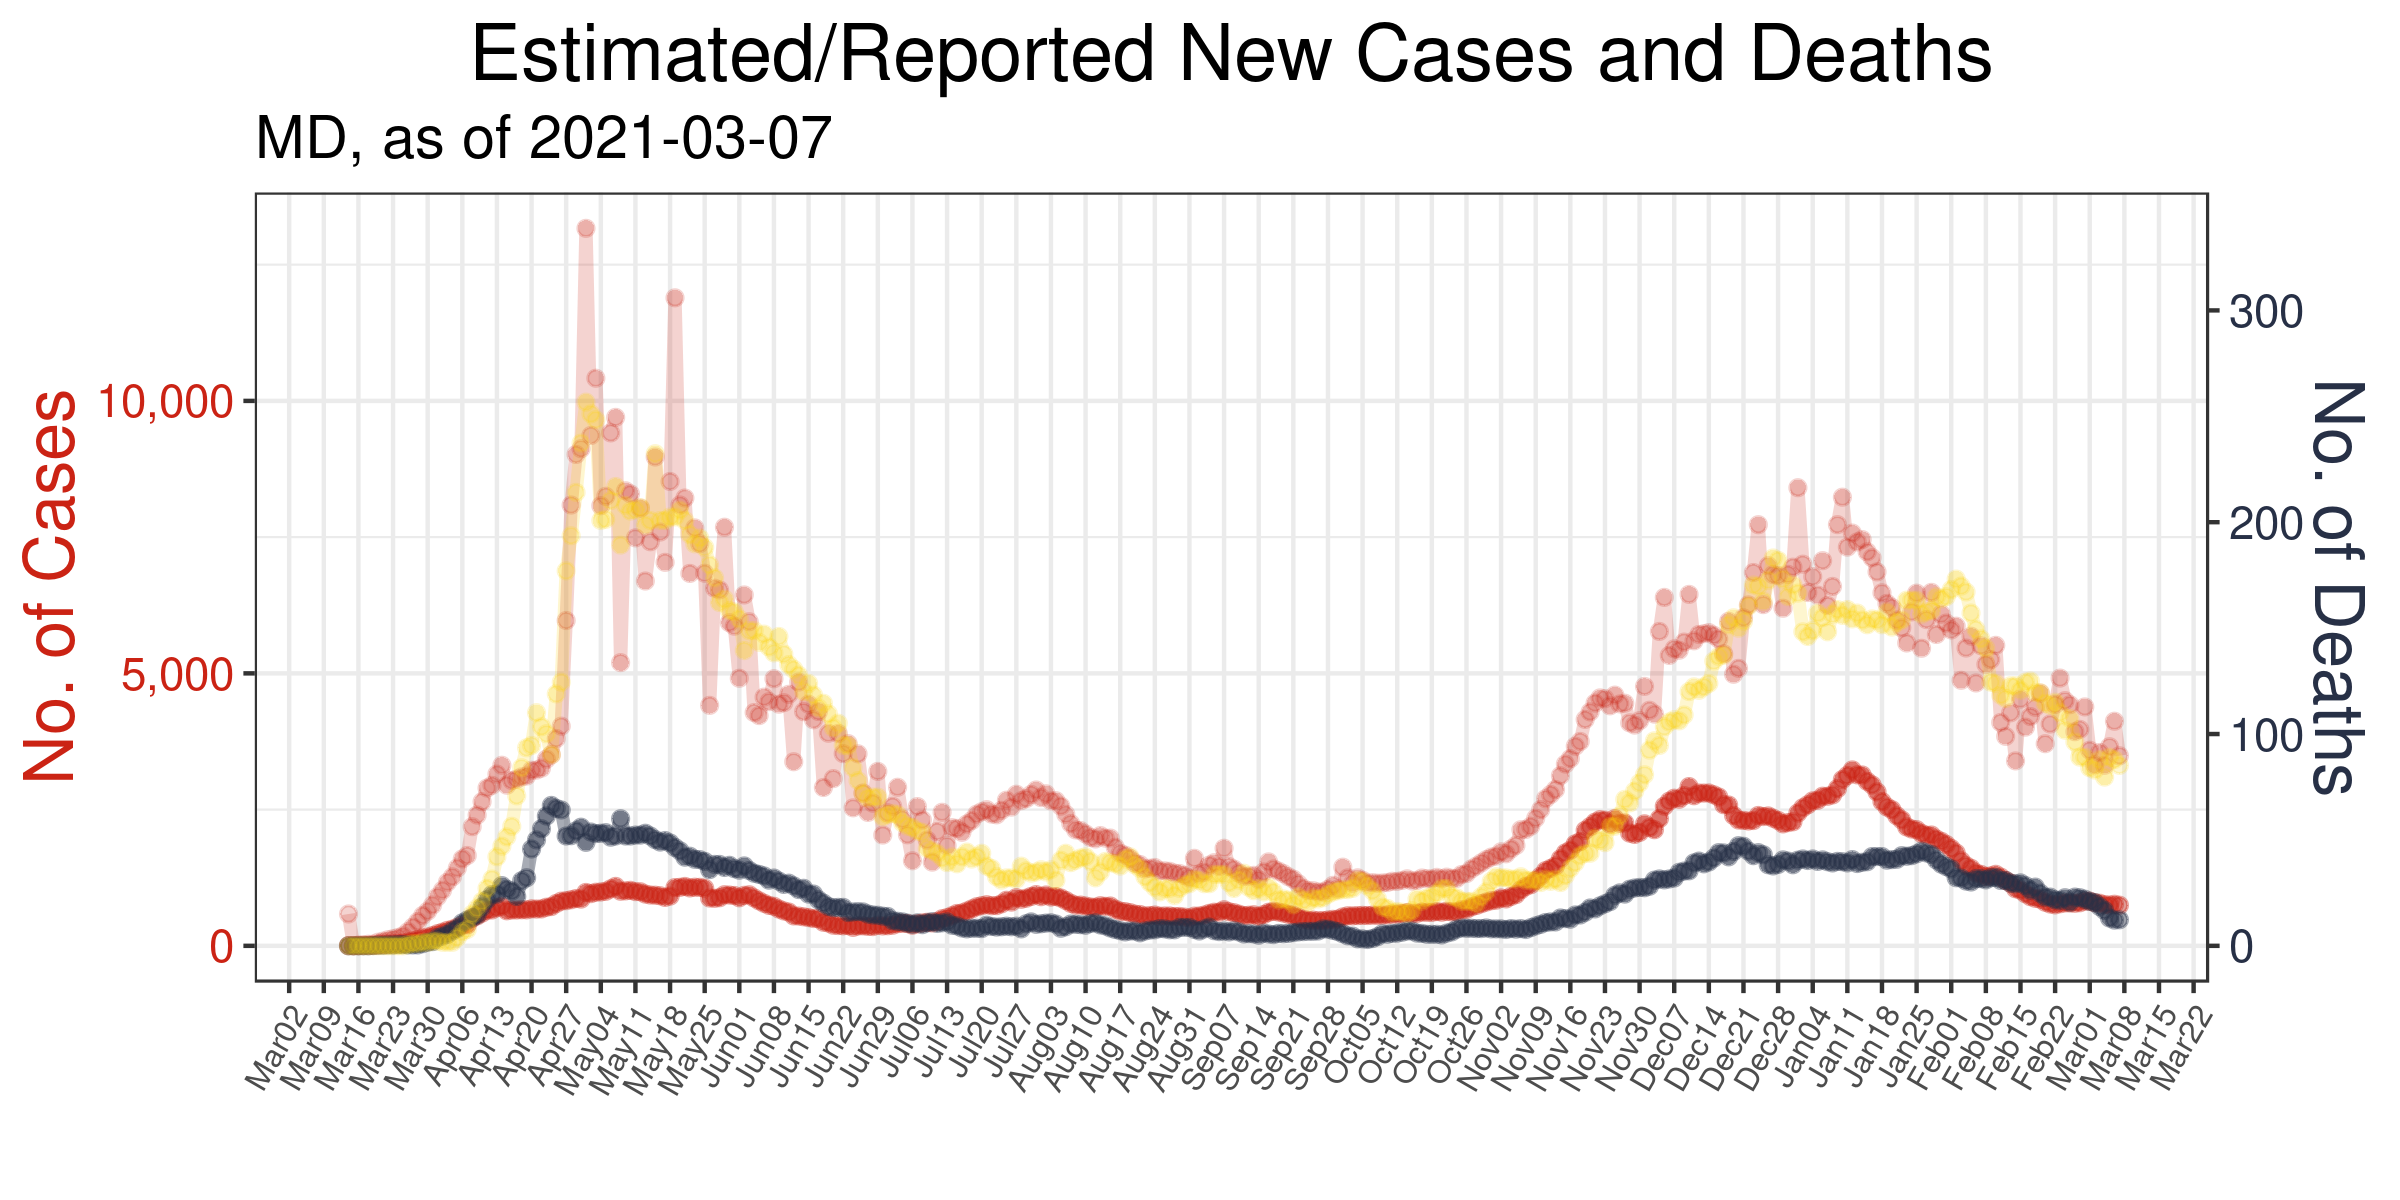 Estimated/Reported New Cases and Deaths
MD, as of 2021-03-07
No. of Cases
10,000
5,000
0
300
200
100
0
No. of Deaths
Mar02
Mar09
Mar16
Mar23
Mar30
Apr06
Apr13
Apr20
Apr27
May04
May11
May18
May25
Jun01
Jun08
Jun15
Jun22
Jun29
Jul06
Jul13
Jul20
Jul27
Aug03
Aug10
Aug17
Aug24
Aug31
Sep07
Sep14
Sep21
Sep28
Oct05
Oct12
Oct19
Oct26
Nov02
Nov09
Nov16
Nov23
Nov30
Dec07
Dec14
Dec21
Dec28
Jan04
Jan11
Jan18
Jan25
Feb01
Feb08
Feb15
Feb22
Mar01
Mar08
Mar15
Mar22